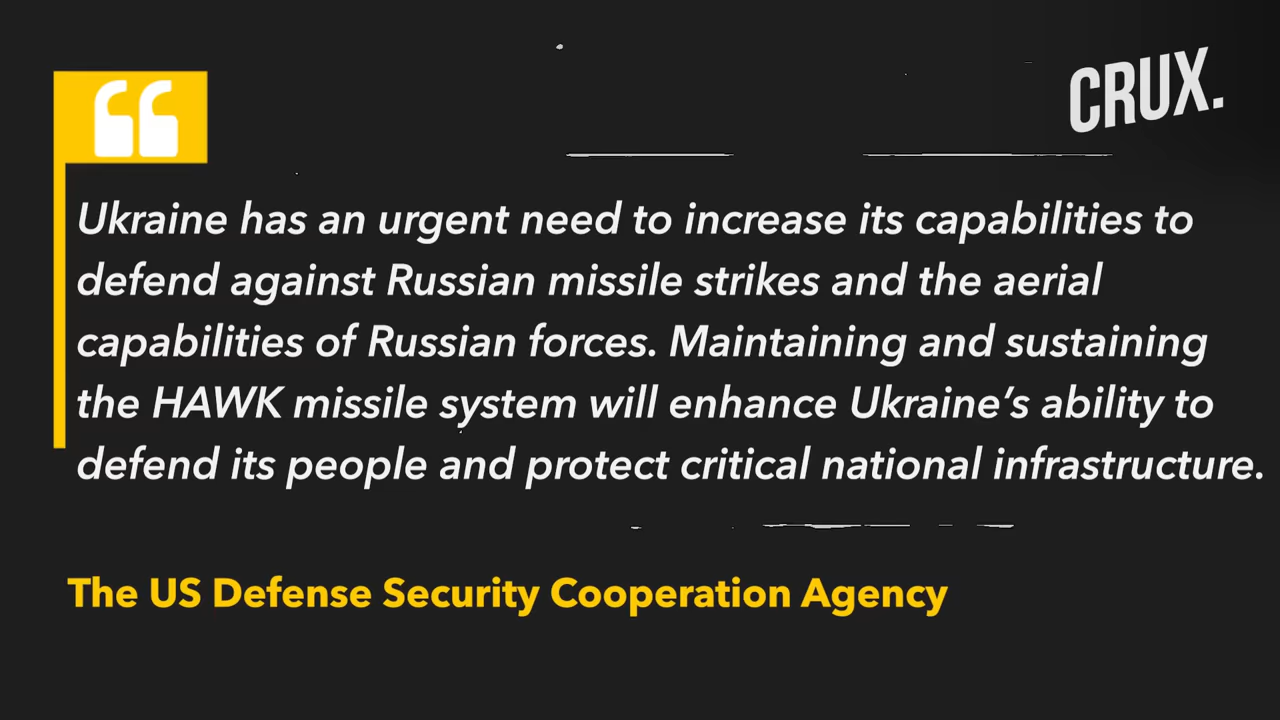 CRUX.
Ukraine has an urgent need to increase its capabilities to
defend against Russian missile strikes and the aerial
capabilities of Russian forces. Maintaining and sustaining
the HAWK missile system will enhance Ukraine’s ability to
defend its people and protect critical national infrastructure.
The US Defense Security Cooperation Agency